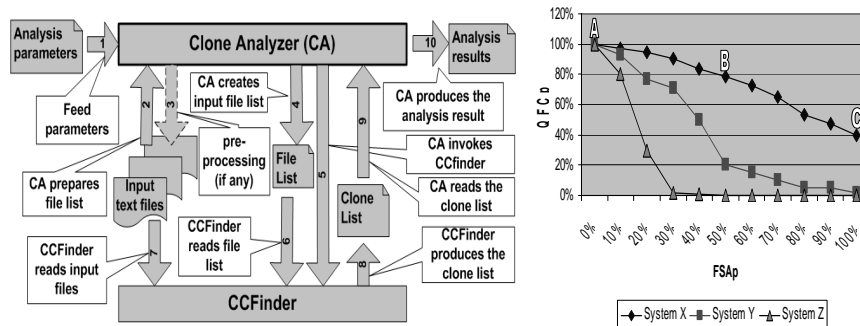 Analysis
parameters
1
Clone Analyzer (CA)
10
Analysis
results
Feed
parameters
2
3
CA creates
input file list
4
5
9
CA produces the
analysis result
pre-
processing
(if any)
CA invokes
CCfinder
CA prepares
file list
Input
text files
File
List
Clone
List
CA reads the
clone list
CCFinder
reads input
files
7
CCFinder
reads file
list
6
8
CCFinder
produces the
clone list
CCFinder
120%
100%
80%
60%
40%
20%
0%
QFCD
A
B
C
0%
10%
20%
30%
40%
50%
60%
70%
80%
90%
100%
FSAp
System X
System Y
System Z